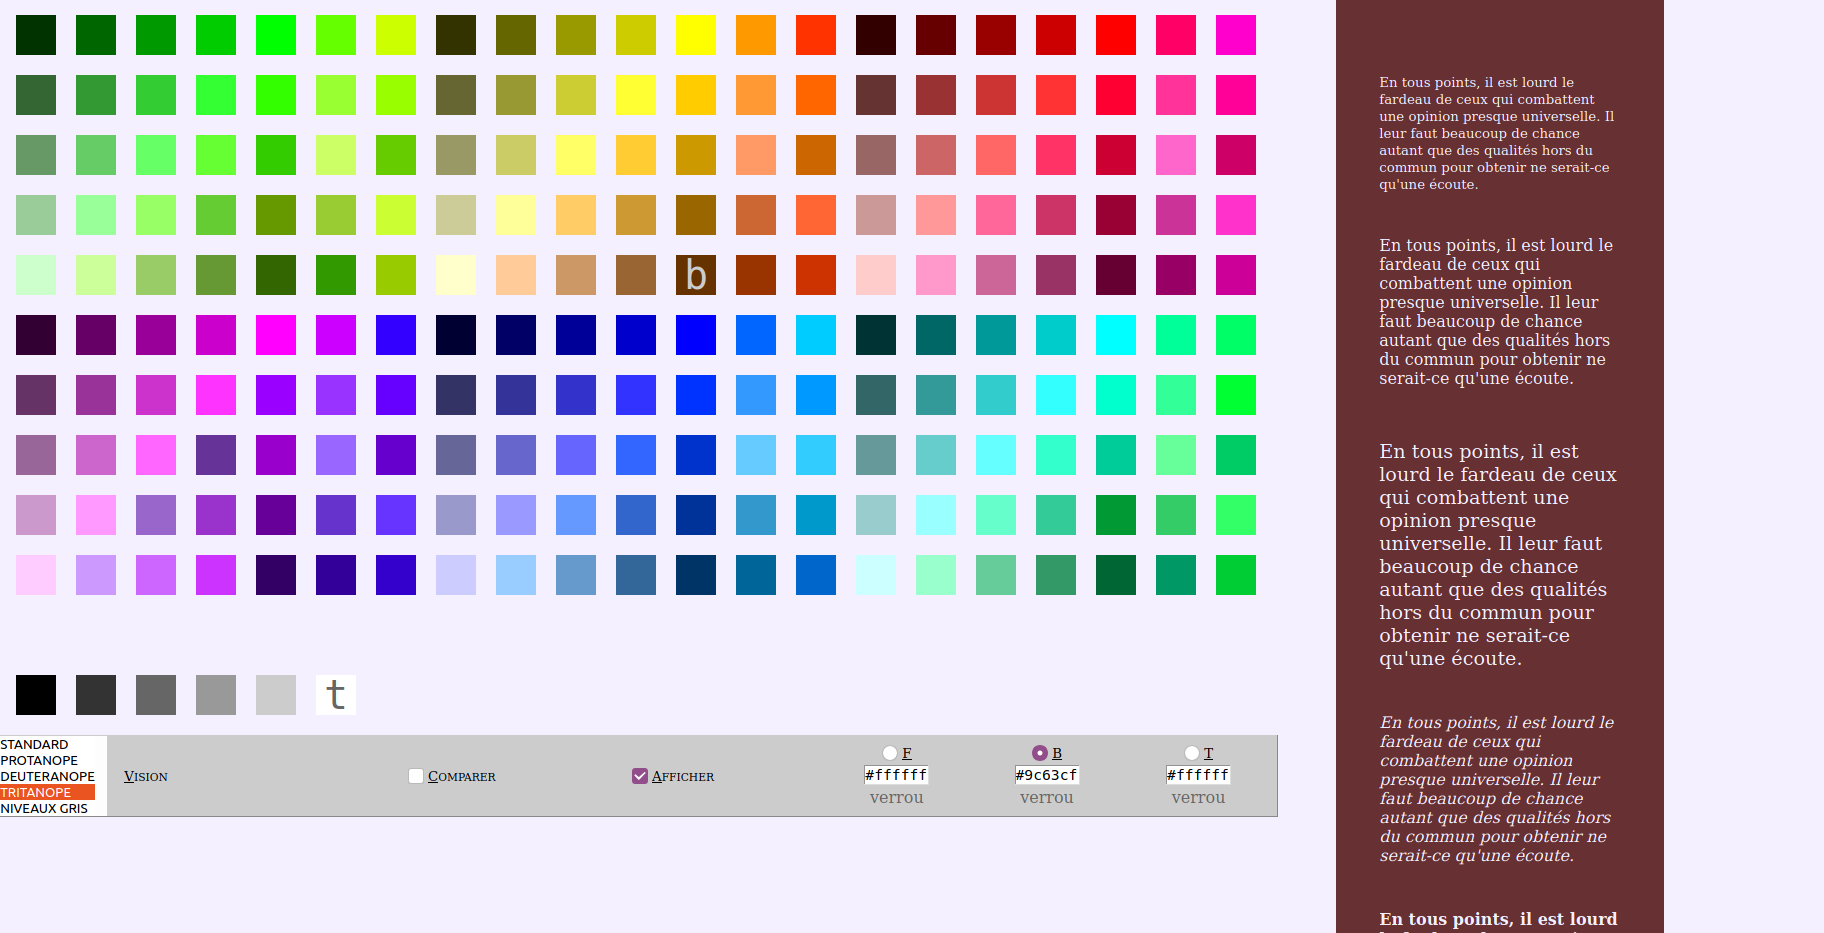 b
t
STANDARD
PROTANOPE
DEUTERANOPE
TRITANOPE
NIVEAUX GRIS
Vision
Comparer
Afficher
F
#ffffff
verrou
B
#9c63cf
verrou
T
#ffffff
verrou
En tous points, il est lourd le
fardeau de ceux qui combattent
une opinion presque universelle. Il
leur faut beaucoup de chance
autant que des qualités hors du
commun pour obtenir ne serait-ce
qu'une écoute.
En tous points, il est lourd le
fardeau de ceux qui
combattent une opinion
presque universelle. Il leur
faut beaucoup de chance
autant que des qualités hors
du commun pour obtenir ne
serait-ce qu'une écoute.
En tous points, il est
lourd le fardeau de ceux
qui combattent une
opinion presque
universelle. Il leur faut
beaucoup de chance
autant que des qualités
hors du commun pour
obtenir ne serait-ce
qu'une écoute.
En tous points, il est lourd le
fardeau de ceux qui
combattent une opinion
presque universelle. Il leur
faut beaucoup de chance
autant que des qualités hors
du commun pour obtenir ne
serait-ce qu'une écoute.
En tous points, il est lourd